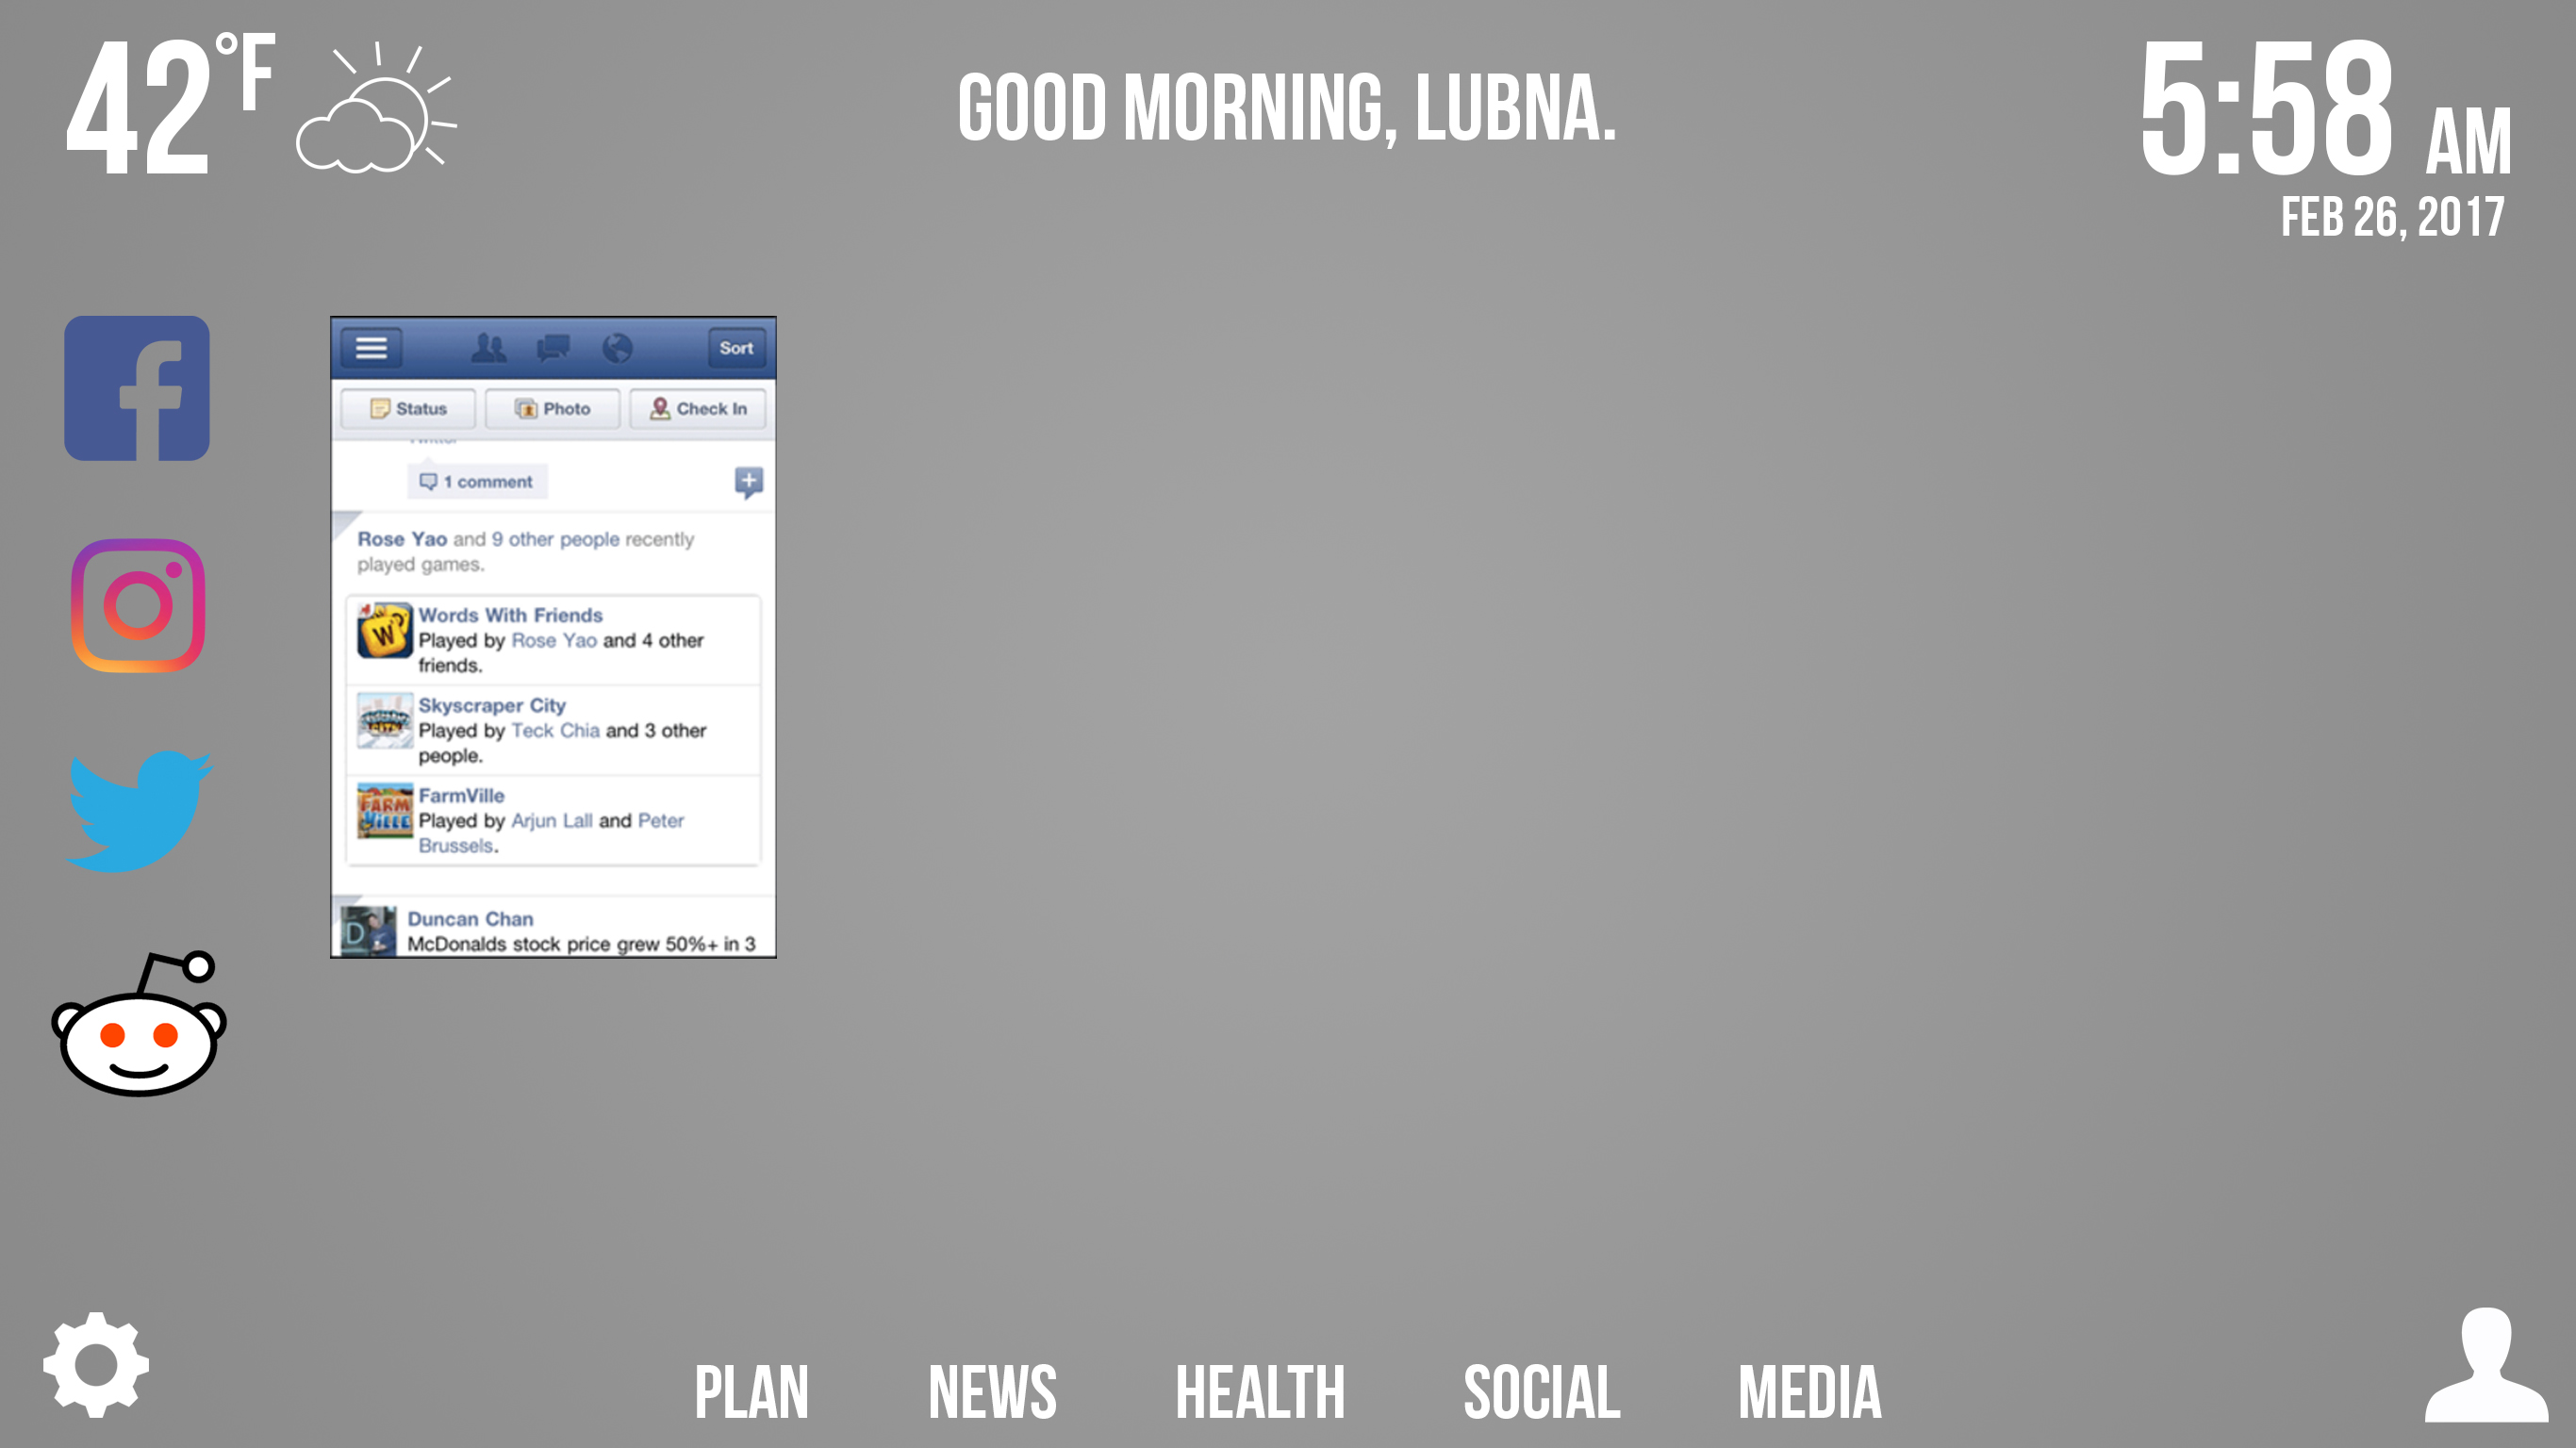 42°F
GOOD MORNING, LUBNA.
5:58 AM
FEB 26, 2017
Sort
Status
Photo
Check In
1 comment
Rose Yao and 9 other people recently
played games.
W
Words With Friends
Played by Rose Yao and 4 other
friends.
Skyscraper City
Played by Teck Chia and 3 other
people.
FARM
VILLE
FarmVille
Played by Arjun Lall and Peter
Brussels.
D
Duncan Chan
McDonalds stock price grew 50%+ in 3
PLAN
NEWS
HEALTH
SOCIAL
MEDIA